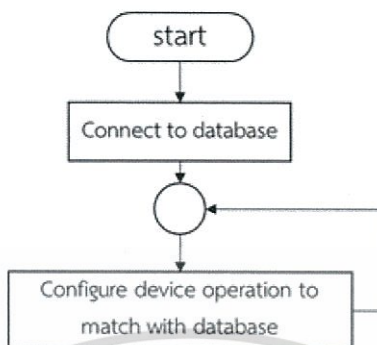 start
Connect to database
Configure device operation to
match with database